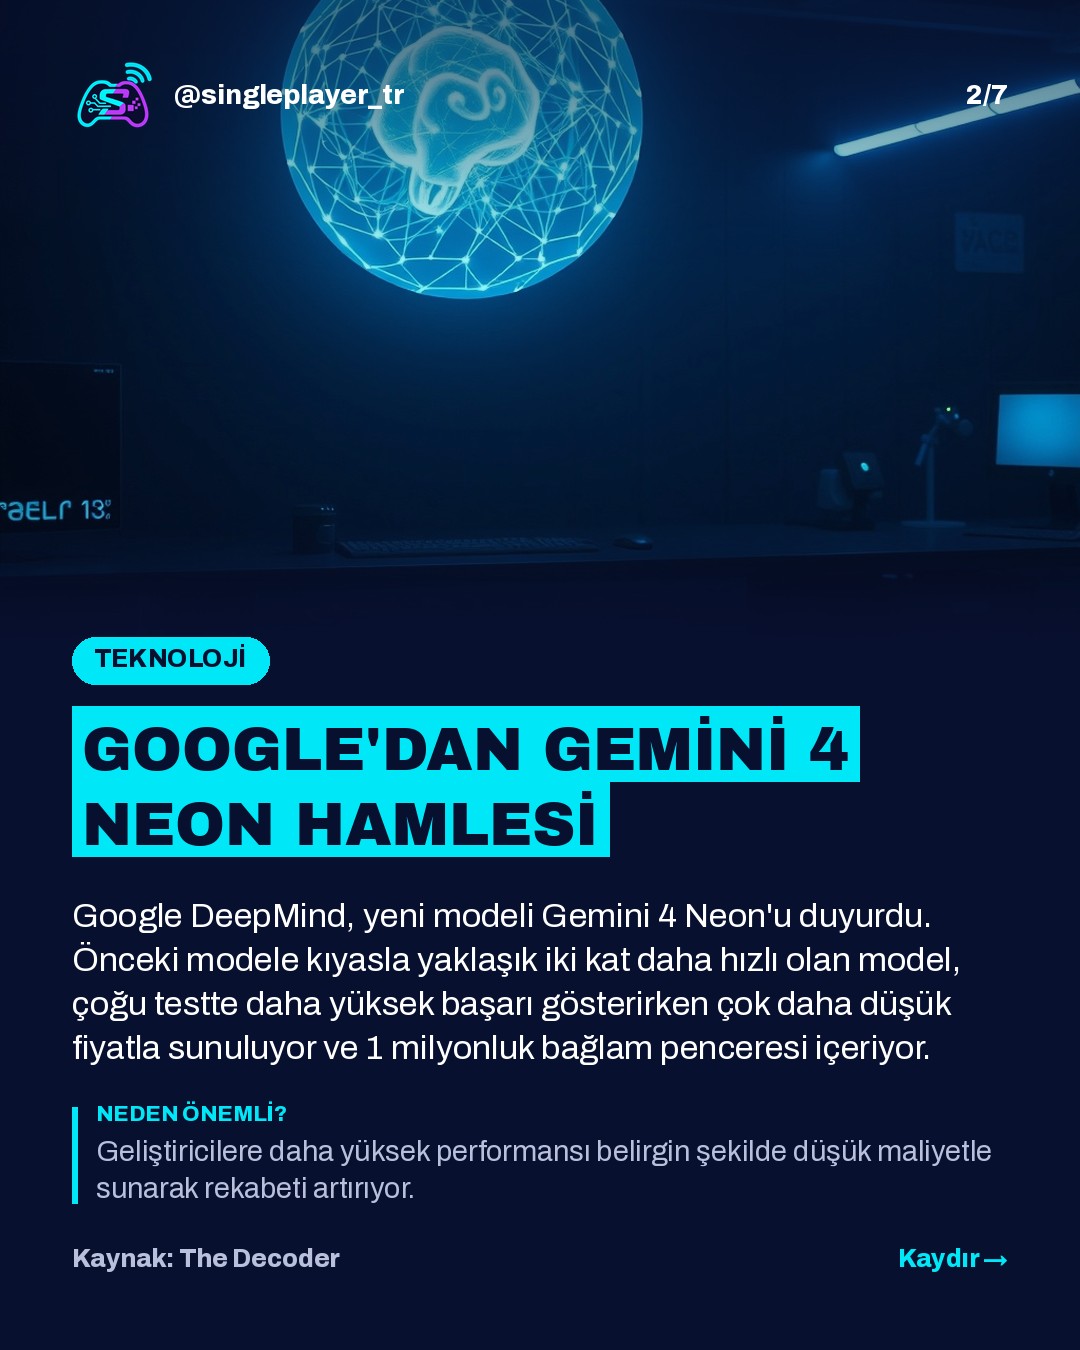 @singleplayer_tr
2/7
TEKNOLOJİ
GOOGLE'DAN GEMİNİ 4
NEON HAMLESİ
Google DeepMind, yeni modeli Gemini 4 Neon'u duyurdu.
Önceki modele kıyasla yaklaşık iki kat daha hızlı olan model,
çoğu testte daha yüksek başarı gösterirken çok daha düşük
fiyatla sunuluyor ve 1 milyonluk bağlam penceresi içeriyor.
NEDEN ÖNEMLİ?
Geliştiricilere daha yüksek performansı belirgin şekilde düşük maliyetle
sunarak rekabeti artırıyor.
Kaynak: The Decoder
Kaydır →